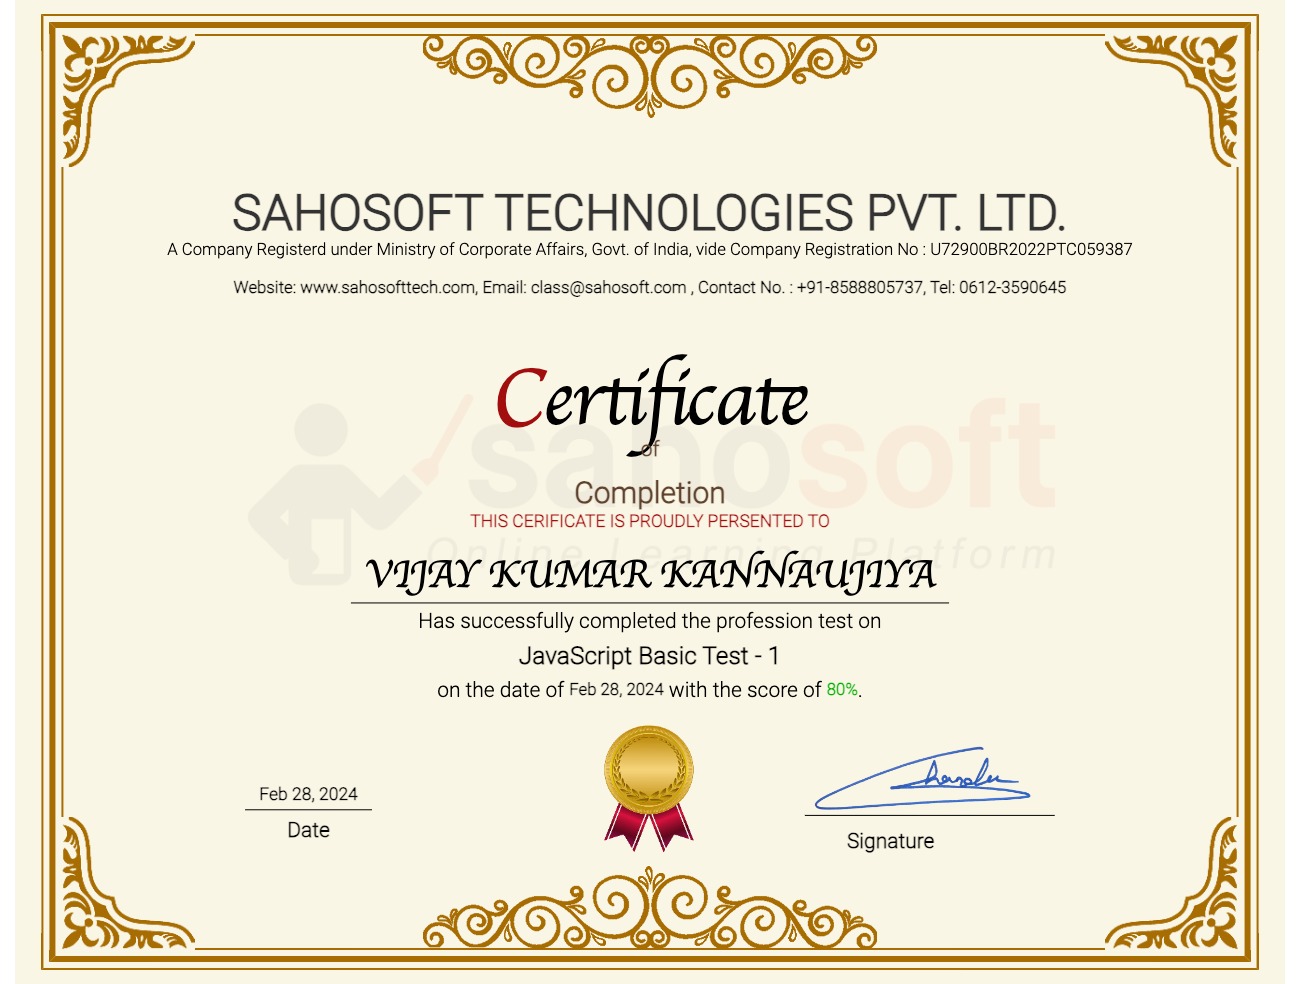 SAHOSOFT TECHNOLOGIES PVT. LTD.
A Company Registerd under Ministry of Corporate Affairs, Govt. of India, vide Company Registration No : U72900BR2022PTC059387
Website: www.sahosofttech.com, Email: class@sahosoft.com , Contact No. : +91-8588805737, Tel: 0612-3590645
Certificate
of
sahosoft
Completion
THIS CERIFICATE IS PROUDLY PERSENTED TO
Online Learning Platform
VIJAY KUMAR KANNAUJIYA
Has successfully completed the profession test on
JavaScript Basic Test - 1
on the date of Feb 28, 2024 with the score of 80%.
Feb 28, 2024
Date
Signature